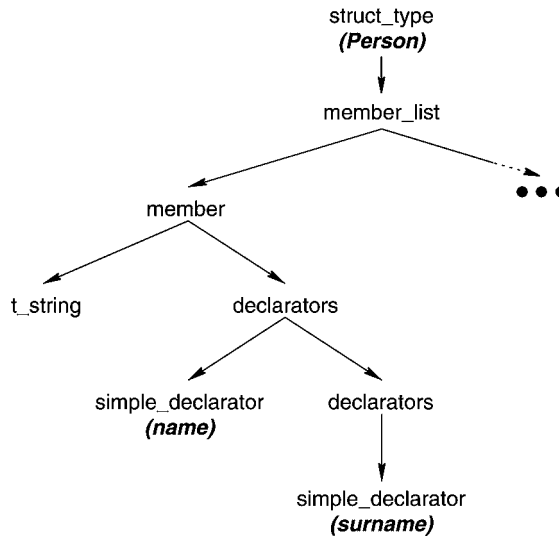 struct_type
(Person)
member_list
member
t_string
declarators
simple_declarator
(name)
declarators
simple_declarator
(surname)